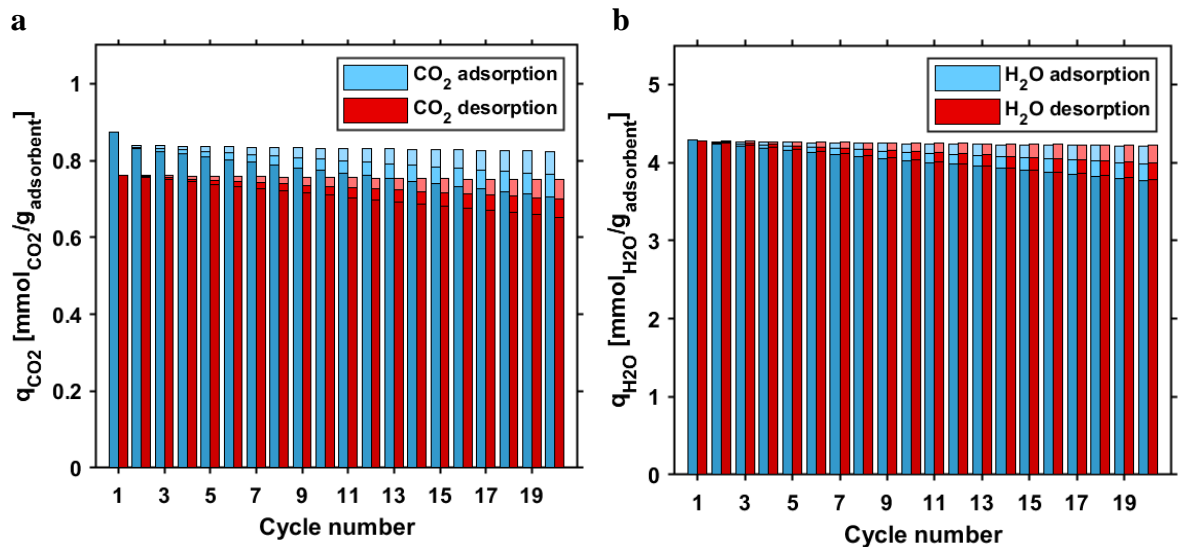 a
CO2 adsorption
CO2 desorption
qCO2 [mmolCO2/gadsorbent]
1
0.8
0.6
0.4
0.2
0
1 3 5 7 9 11 13 15 17 19
Cycle number
b
H2O adsorption
H2O desorption
qH2O [mmolH2O/gadsorbent]
5
4
3
2
1
0
1 3 5 7 9 11 13 15 17 19
Cycle number